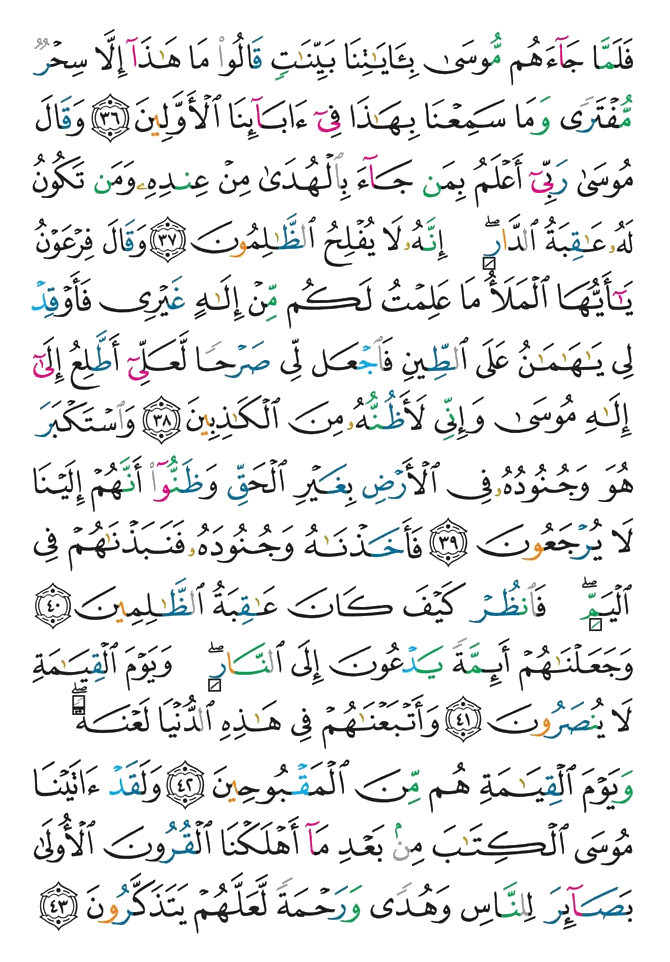 فَلَمَّا جَآءَهُم مُّوسَىٰ بِـَٔايَـٰتِنَا بَيِّنَـٰتٍ قَالُوا۟ مَا هَـٰذَآ إِلَّا سِحْرٌ
مُّفْتَرًى وَمَا سَمِعْنَا بِهَـٰذَا فِىٓ ءَابَآئِنَا ٱلْأَوَّلِينَ ٣٦ وَقَالَ
مُوسَىٰ رَبِّىٓ أَعْلَمُ بِمَن جَآءَ بِٱلْهُدَىٰ مِنْ عِندِهِۦ وَمَن تَكُونُ
لَهُۥ عَـٰقِبَةُ ٱلدَّارِ ۖ إِنَّهُۥ لَا يُفْلِحُ ٱلظَّـٰلِمُونَ ٣٧ وَقَالَ فِرْعَوْنُ
يَـٰٓأَيُّهَا ٱلْمَلَأُ مَا عَلِمْتُ لَكُم مِّنْ إِلَـٰهٍ غَيْرِى فَأَوْقِدْ
لِى يَـٰهَـٰمَـٰنُ عَلَى ٱلطِّينِ فَٱجْعَل لِّى صَرْحًا لَّعَلِّىٓ أَطَّلِعُ إِلَىٰٓ
إِلَـٰهِ مُوسَىٰ وَإِنِّى لَأَظُنُّهُۥ مِنَ ٱلْكَـٰذِبِينَ ٣٨ وَٱسْتَكْبَرَ
هُوَ وَجُنُودُهُۥ فِى ٱلْأَرْضِ بِغَيْرِ ٱلْحَقِّ وَظَنُّوٓا۟ أَنَّهُمْ إِلَيْنَا
لَا يُرْجَعُونَ ٣٩ فَأَخَذْنَـٰهُ وَجُنُودَهُۥ فَنَبَذْنَـٰهُمْ فِى
ٱلْيَمِّ ۖ فَٱنظُرْ كَيْفَ كَانَ عَـٰقِبَةُ ٱلظَّـٰلِمِينَ ٤٠
وَجَعَلْنَـٰهُمْ أَئِمَّةً يَدْعُونَ إِلَى ٱلنَّارِ ۖ وَيَوْمَ ٱلْقِيَـٰمَةِ
لَا يُنصَرُونَ ٤١ وَأَتْبَعْنَـٰهُمْ فِى هَـٰذِهِ ٱلدُّنْيَا لَعْنَةً ۖ
وَيَوْمَ ٱلْقِيَـٰمَةِ هُم مِّنَ ٱلْمَقْبُوحِينَ ٤٢ وَلَقَدْ ءَاتَيْنَا
مُوسَى ٱلْكِتَـٰبَ مِنۢ بَعْدِ مَآ أَهْلَكْنَا ٱلْقُرُونَ ٱلْأُولَىٰ
بَصَآئِرَ لِلنَّاسِ وَهُدًى وَرَحْمَةً لَّعَلَّهُمْ يَتَذَكَّرُونَ ٤٣